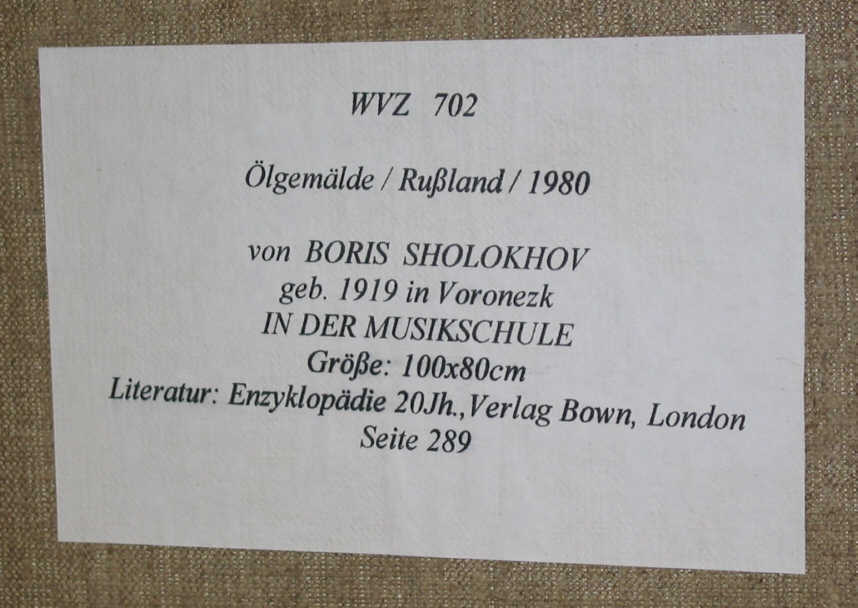 WVZ 702
Ölgemälde / Rußland / 1980
von BORIS SHOLOKHOV
geb. 1919 in Voronezk
IN DER MUSIKSCHULE
Größe: 100x80cm
Literatur: Enzyklopädie 20Jh., Verlag Bown, London
Seite 289